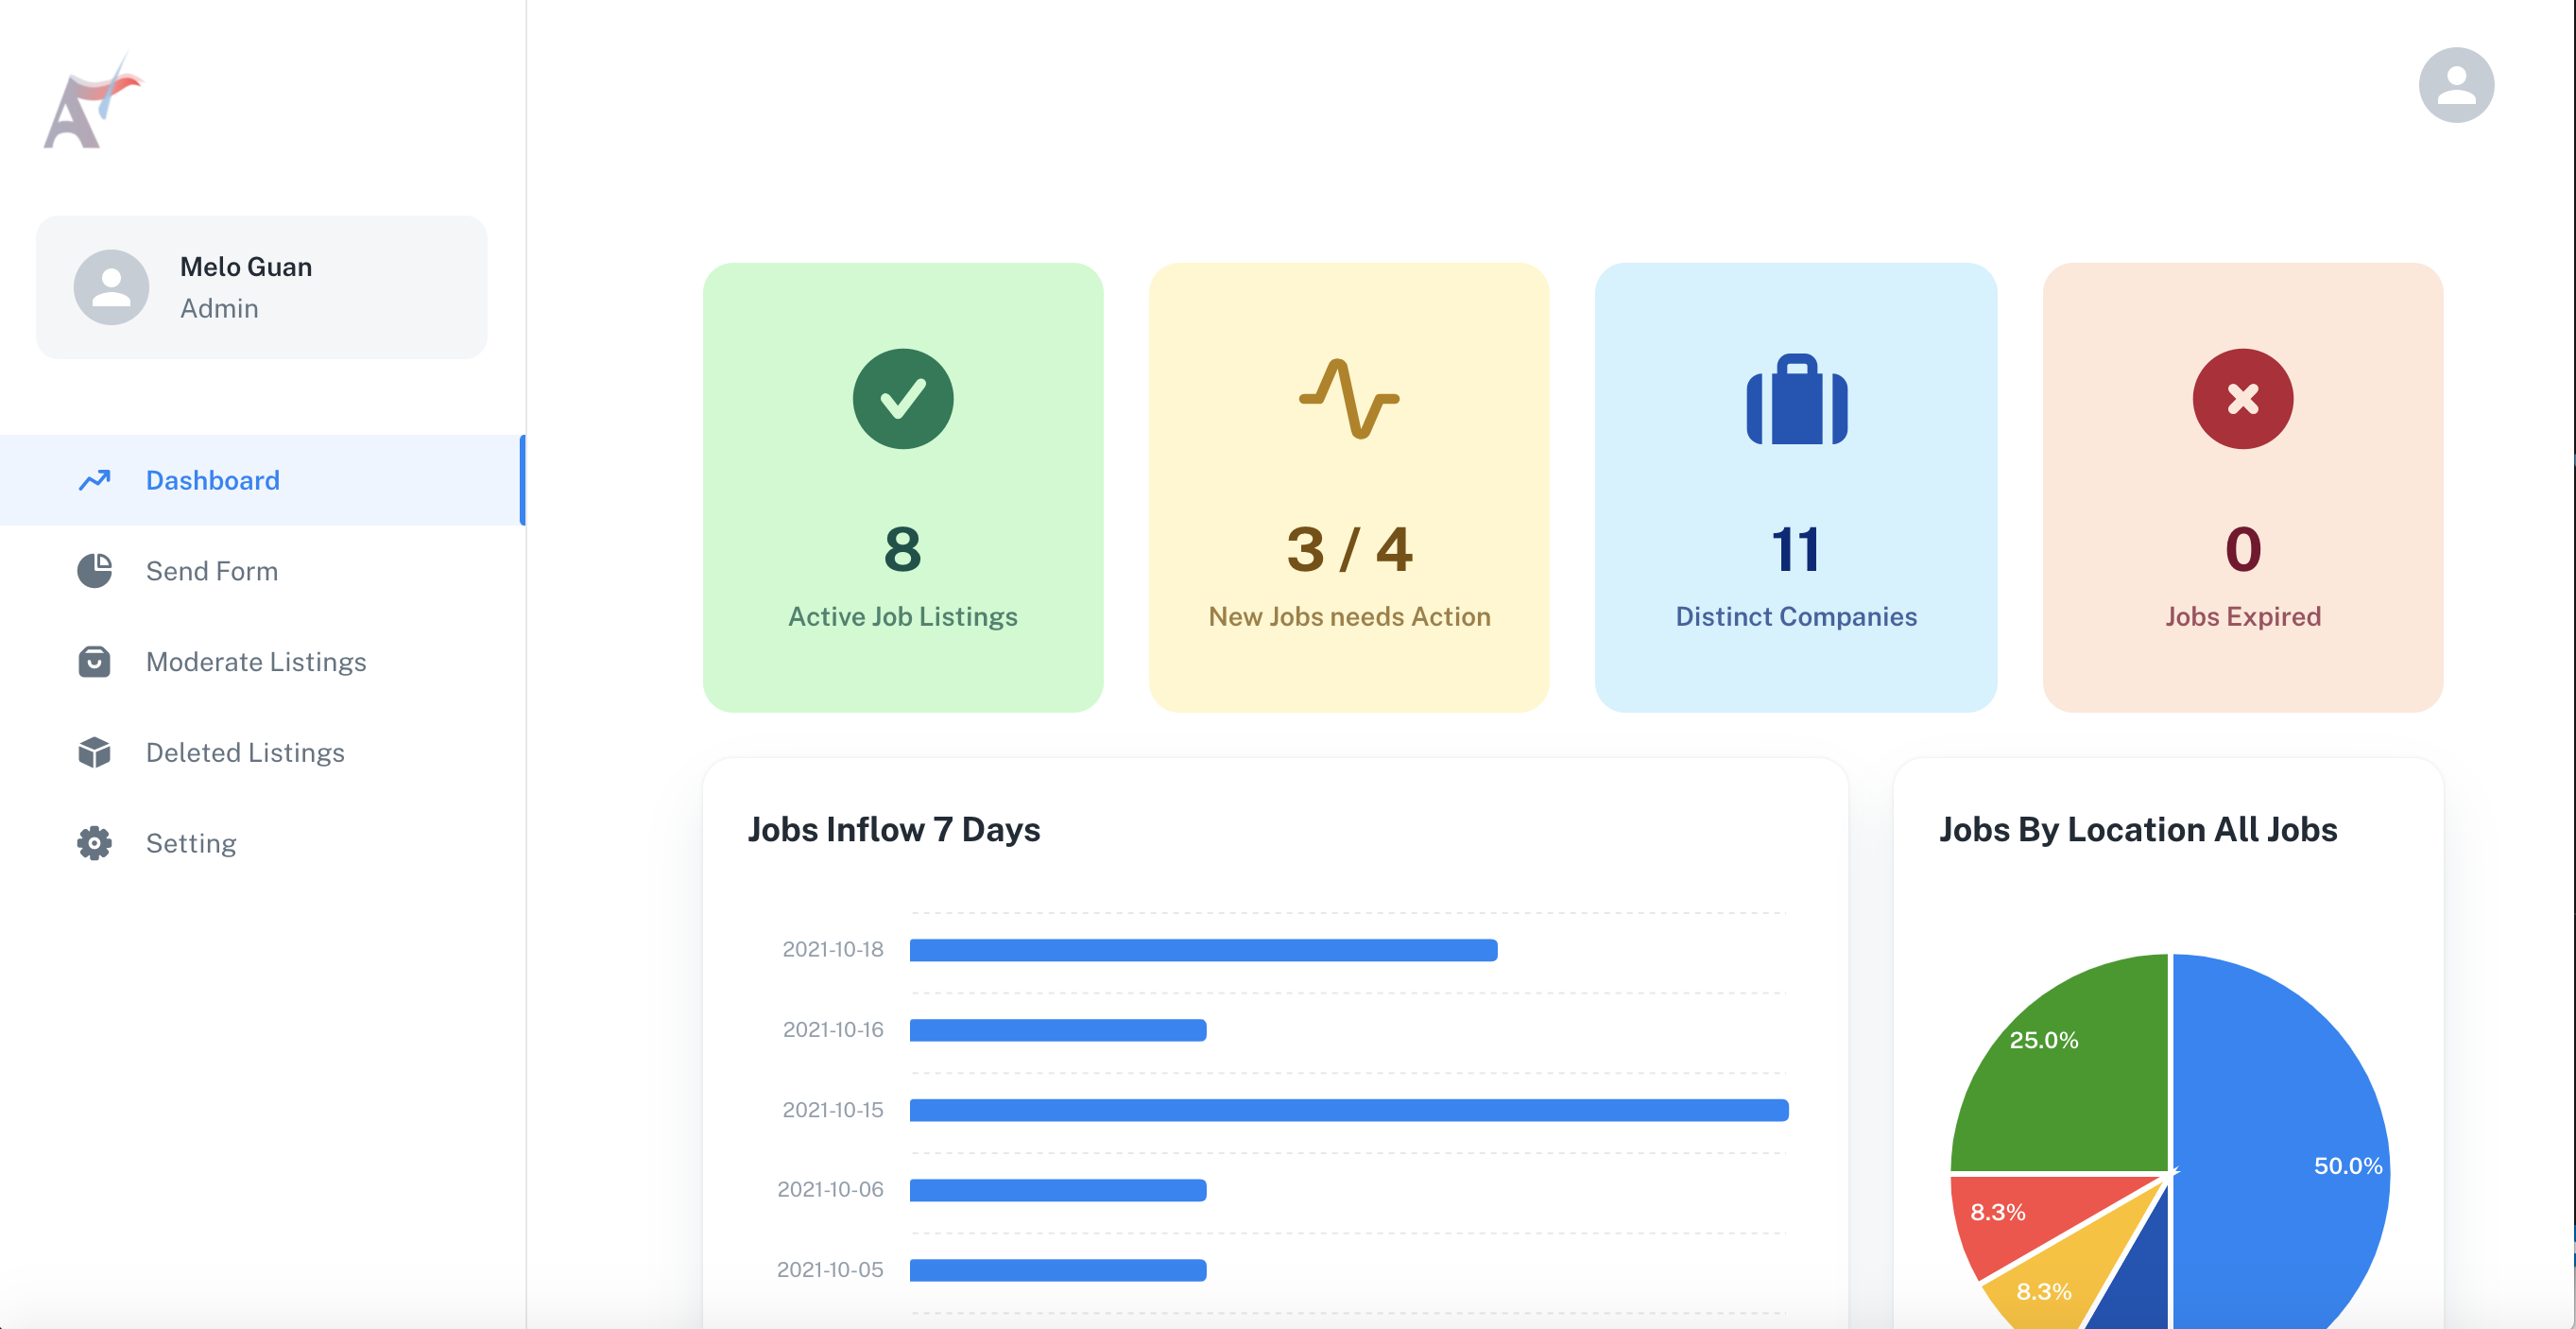 Melo Guan
Admin
Dashboard
Send Form
Moderate Listings
Deleted Listings
Setting
8
Active Job Listings
3 / 4
New Jobs needs Action
11
Distinct Companies
0
Jobs Expired
Jobs Inflow 7 Days
2021-10-18
2021-10-16
2021-10-15
2021-10-06
2021-10-05
Jobs By Location All Jobs
25.0%
50.0%
8.3%
8.3%